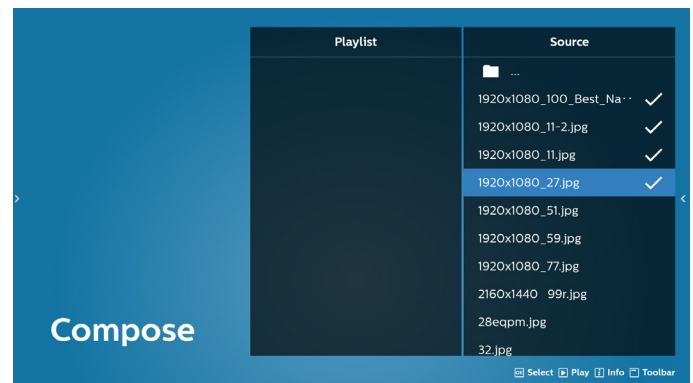 Playlist
Source
...
1920x1080_100_Best_Na··
1920x1080_11-2.jpg
1920x1080_11.jpg
1920x1080_27.jpg
1920x1080_51.jpg
1920x1080_59.jpg
1920x1080_77.jpg
2160x1440 99r.jpg
28eqpm.jpg
32.jpg
Compose
OK Select Play i Info Toolbar